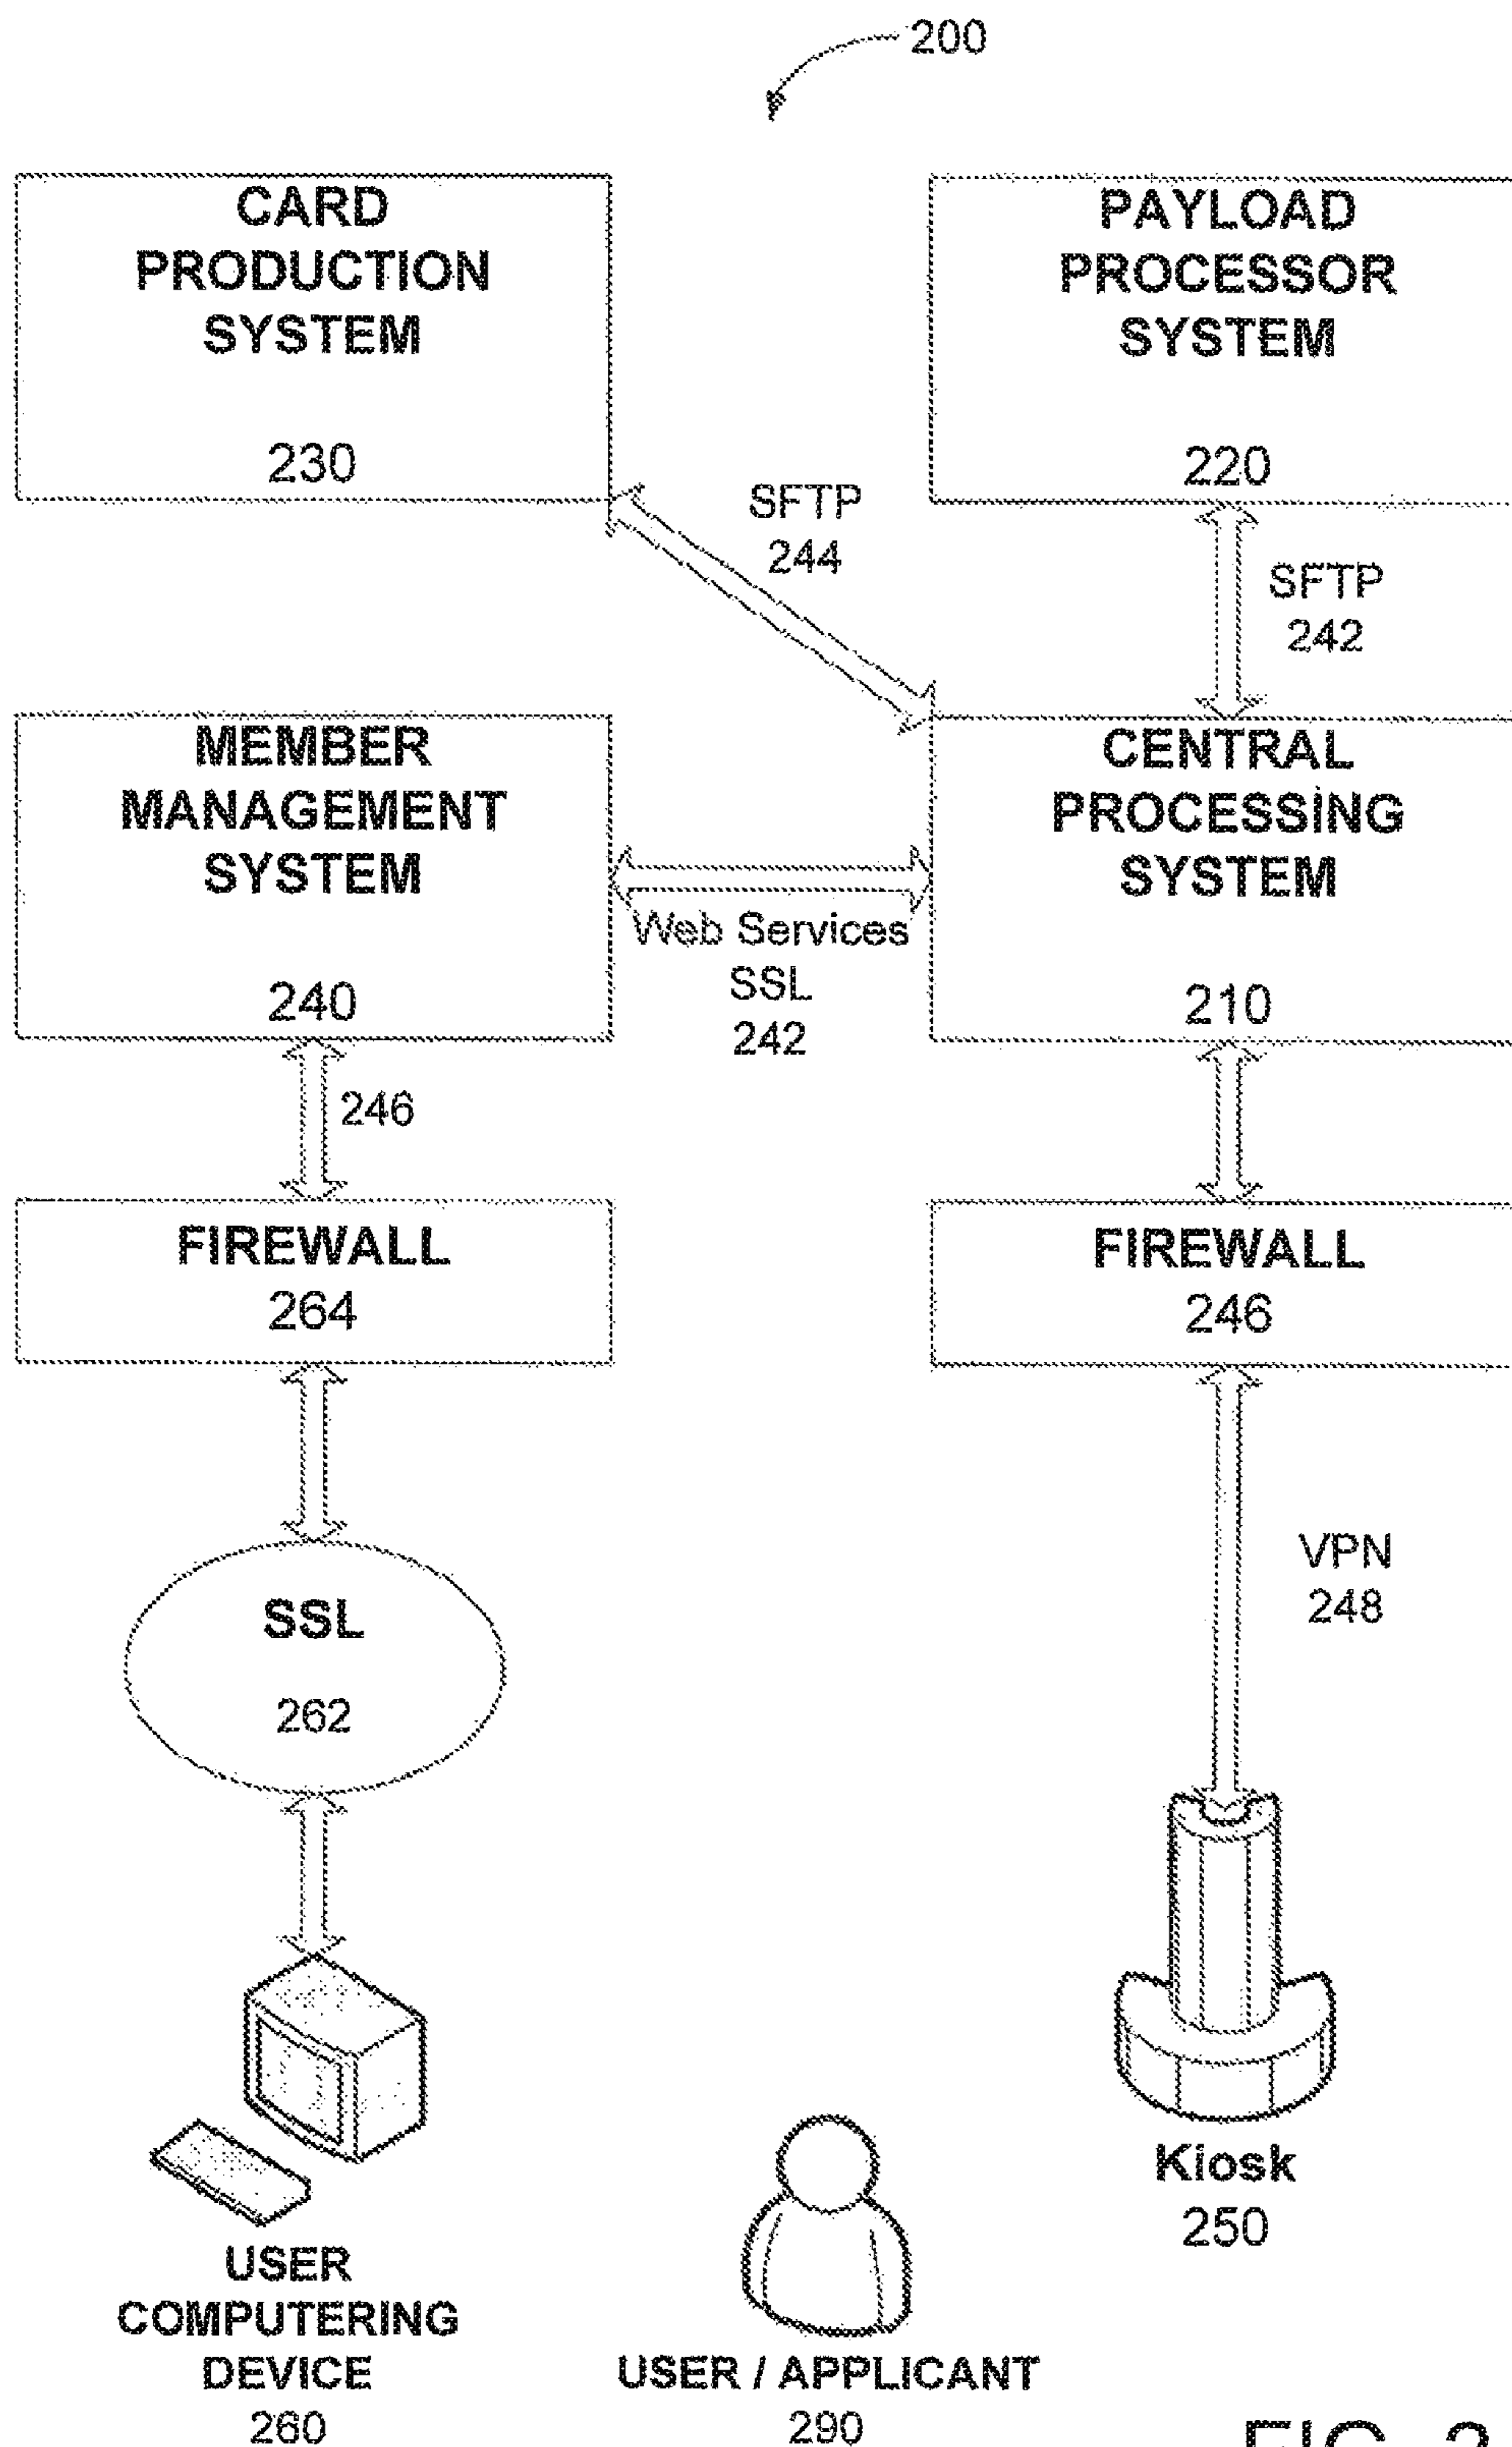 200
CARD
PRODUCTION
SYSTEM
230
PAYLOAD
PROCESSOR
SYSTEM
220
SFTP
244
SFTP
242
MEMBER
MANAGEMENT
SYSTEM
240
CENTRAL
PROCESSING
SYSTEM
210
Web Services
SSL
242
246
FIREWALL
264
FIREWALL
246
VPN
248
SSL
262
Kiosk
250
USER
COMPUTERING
DEVICE
260
USER / APPLICANT
290
FIG. 2